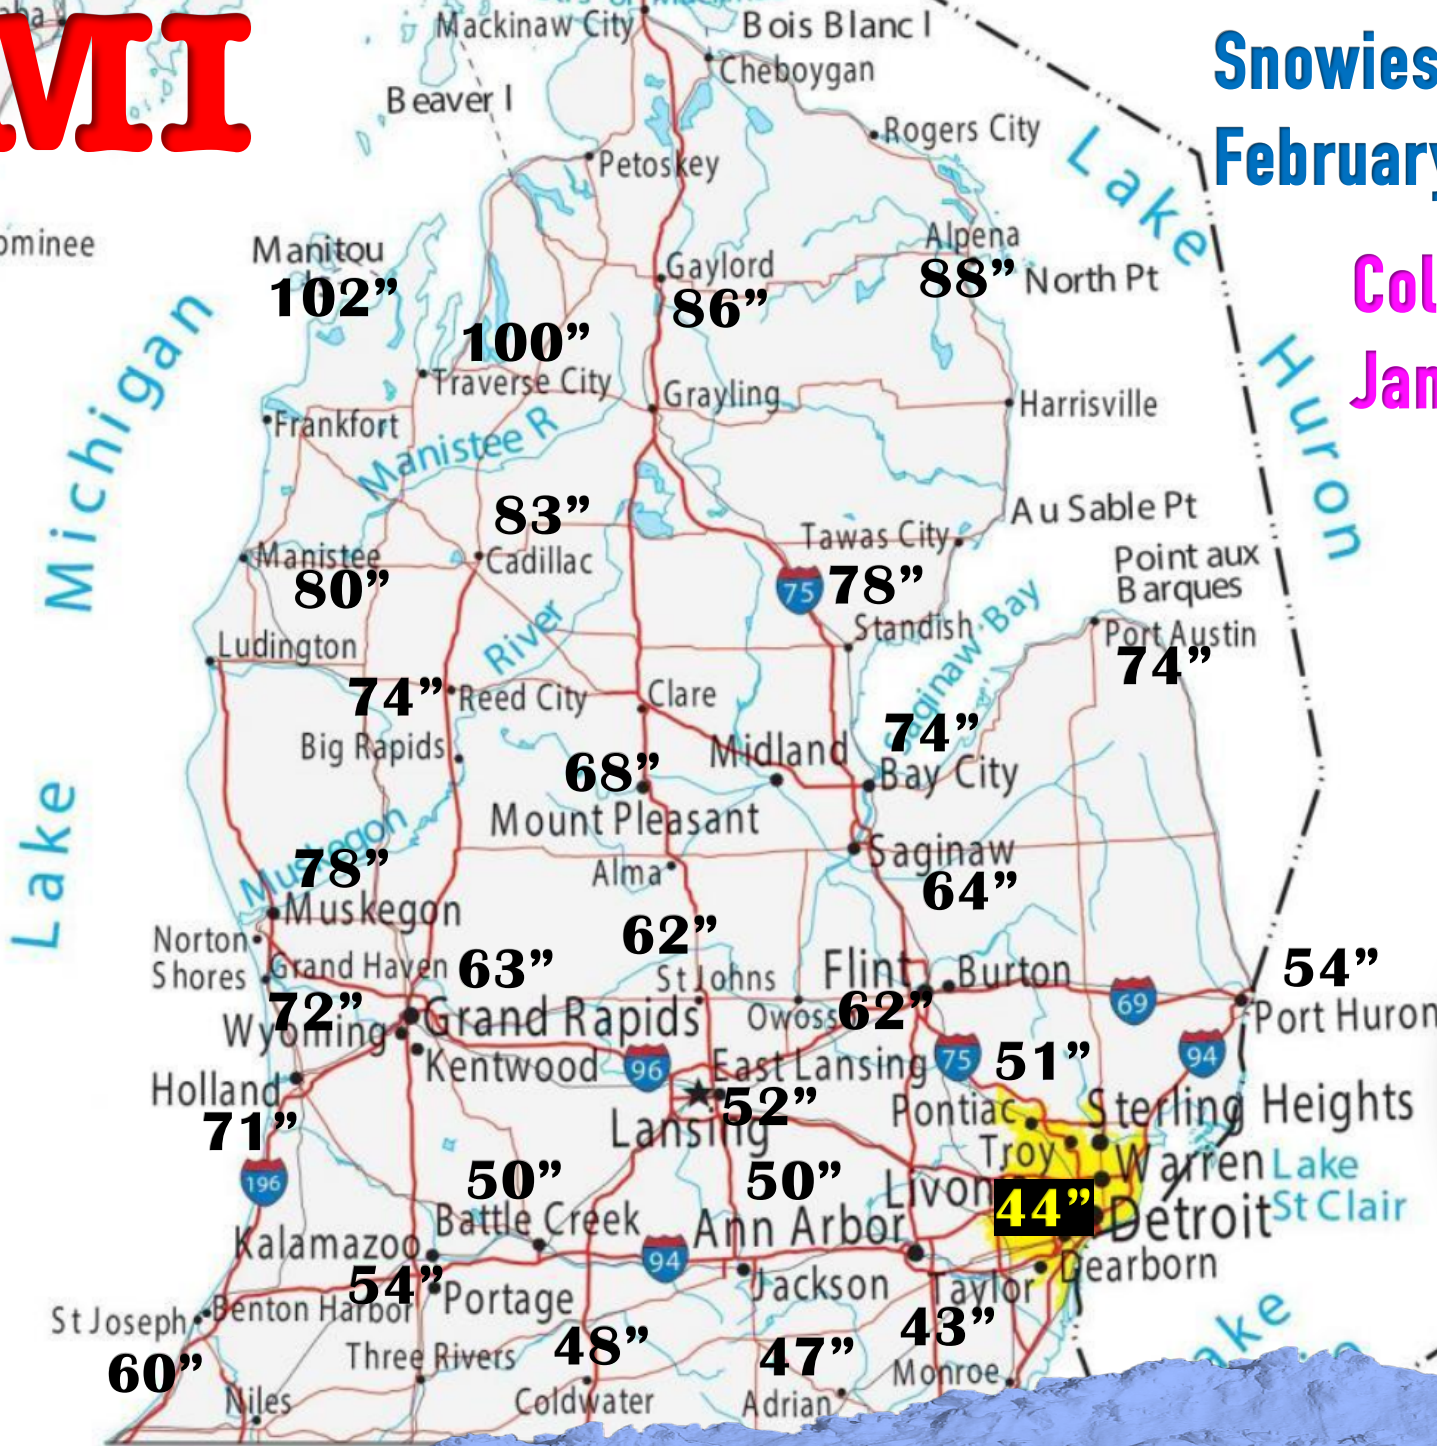 MI
Mackinaw City
Bois Blanc I
Cheboygan
Beaver I
Rogers City
Petoskey
Snowies
February
Lake
Huron
ominee
Manitou
102”
Alpena
88”
North Pt
Gaylord
86”
Col
Jan
100”
Traverse City
Grayling
Harrisville
Frankfort
Manistee R
Lake
Michigan
83”
Cadillac
Au Sable Pt
Tawas City
Manistee
80”
75
78”
Point aux
Barques
Standish
Saginaw Bay
Port Austin
74”
Ludington
River
74”
Reed City
Clare
Big Rapids
68”
Midland
74”
Bay City
Mount Pleasant
Muskegon
78”
Alma
Saginaw
64”
Muskegon
Norton
Shores
62”
Grand Haven
63”
St Johns
Flint
Burton
54”
72”
Wyoming
Grand Rapids
Owoss
62”
69
Port Huron
Kentwood
96
East Lansing
75
51”
94
Holland
71”
52”
Lansing
Pontiac
Sterling Heights
Troy
Warren
Lake
St Clair
196
50”
50”
Livon
44”
Detroit
Battle Creek
Ann Arbor
Kalamazoo
54”
94
Dearborn
Portage
Jackson
Taylor
St Joseph
Benton Harbor
43”
60”
Three Rivers
48”
47”
Monroe
Niles
Coldwater
Adrian
ake